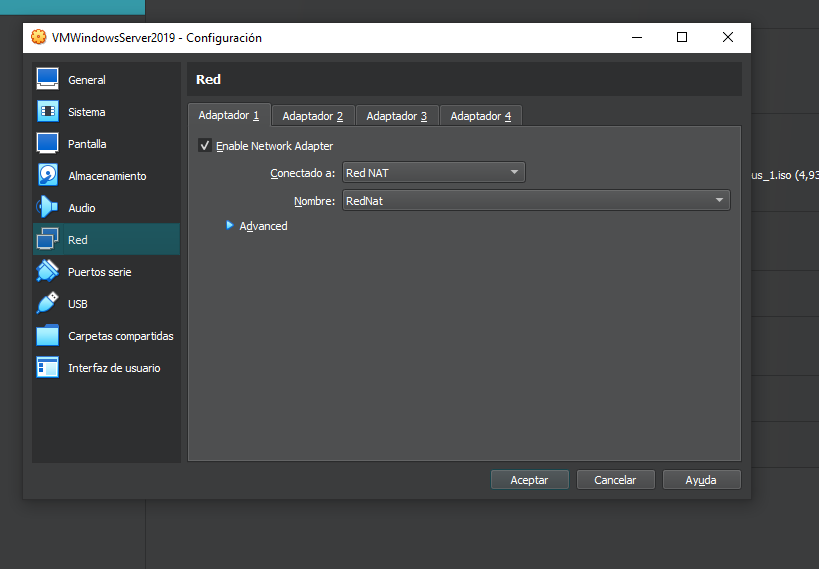 VMWindowsServer2019 - Configuración
General
Sistema
Pantalla
Almacenamiento
Audio
Red
Puertos serie
USB
Carpetas compartidas
Interfaz de usuario
Red
Adaptador 1 Adaptador 2 Adaptador 3 Adaptador 4
Enable Network Adapter
Conectado a: Red NAT
Nombre: RedNat
Advanced
us_1.iso (4,93
Aceptar Cancelar Ayuda